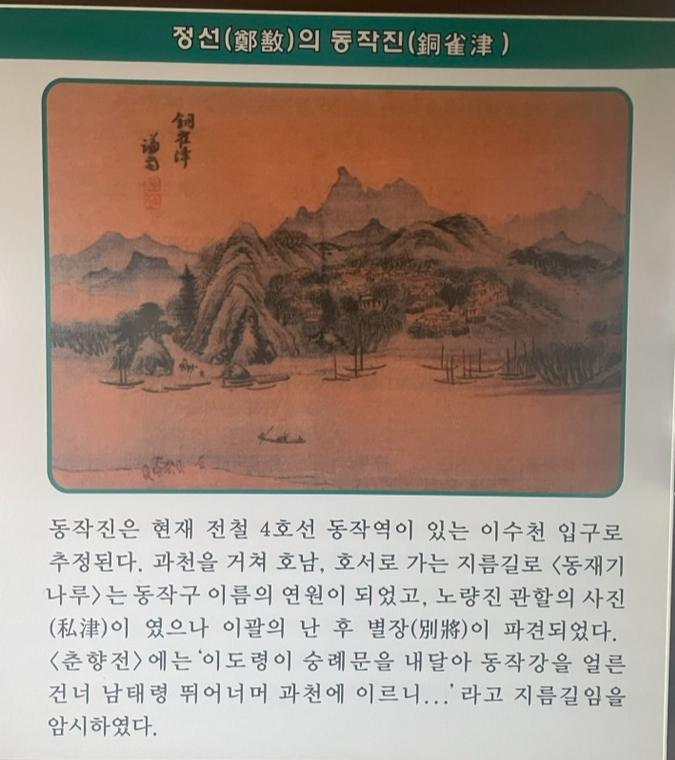 정선(鄭敾)의 동작진(銅雀津)
銅雀津
謙齋
동작진은 현재 전철 4호선 동작역이 있는 이수천 입구로
추정된다. 과천을 거쳐 호남, 호서로 가는 지름길로 〈동재기
나루〉는 동작구 이름의 연원이 되었고, 노량진 관할의 사진
(私津)이 였으나 이괄의 난 후 별장(別將)이 파견되었다.
〈춘향전〉에는 '이도령이 숭례문을 내달아 동작강을 얼른
건너 남태령 뛰어너머 과천에 이르니...' 라고 지름길임을
암시하였다.